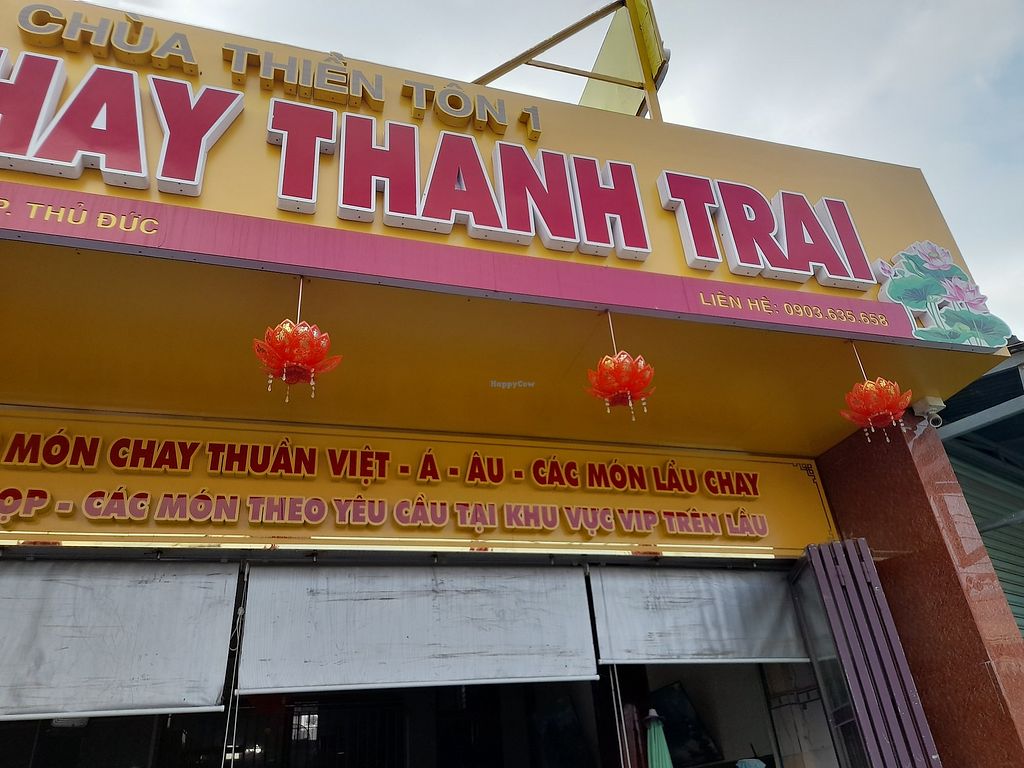 CHÙA THIỀN TÔN 1
HAY THANH TRAI
P. THỦ ĐỨC
LIÊN HỆ: 0903.635.658
HappyCow
MÓN CHAY THUẦN VIỆT - Á - ÂU - CÁC MÓN LẨU CHAY
ỌP - CÁC MÓN THEO YÊU CẦU TẠI KHU VỰC VIP TRÊN LẦU